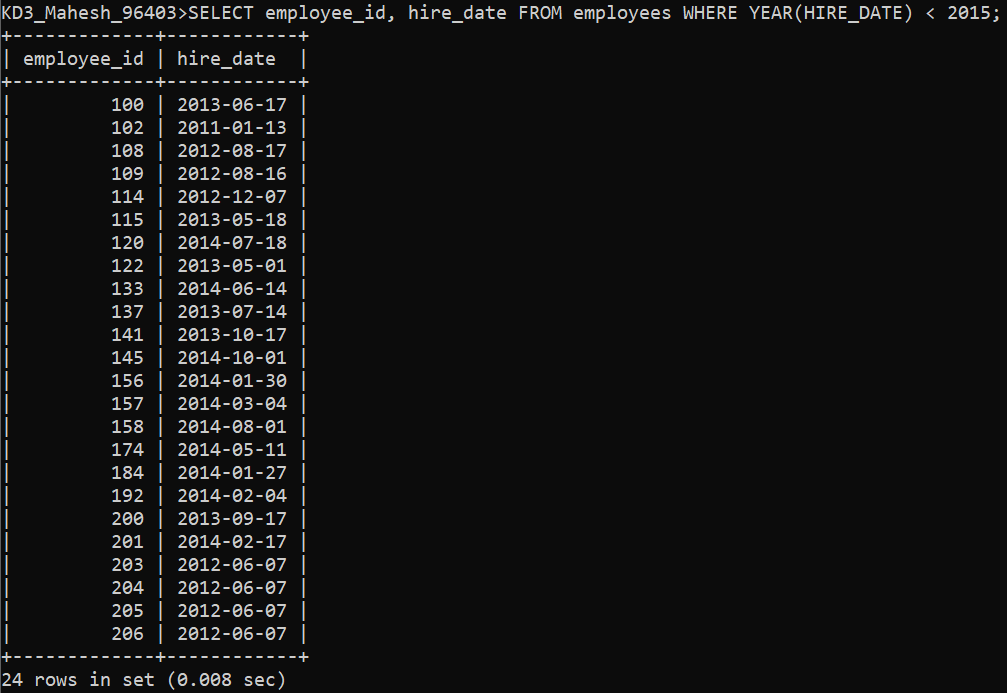 KD3_Mahesh_96403>SELECT employee_id, hire_date FROM employees WHERE YEAR(HIRE_DATE) < 2015;
+-------------+------------+
| employee_id | hire_date  |
+-------------+------------+
|         100 | 2013-06-17 |
|         102 | 2011-01-13 |
|         108 | 2012-08-17 |
|         109 | 2012-08-16 |
|         114 | 2012-12-07 |
|         115 | 2013-05-18 |
|         120 | 2014-07-18 |
|         122 | 2013-05-01 |
|         133 | 2014-06-14 |
|         137 | 2013-07-14 |
|         141 | 2013-10-17 |
|         145 | 2014-10-01 |
|         156 | 2014-01-30 |
|         157 | 2014-03-04 |
|         158 | 2014-08-01 |
|         174 | 2014-05-11 |
|         184 | 2014-01-27 |
|         192 | 2014-02-04 |
|         200 | 2013-09-17 |
|         201 | 2014-02-17 |
|         203 | 2012-06-07 |
|         204 | 2012-06-07 |
|         205 | 2012-06-07 |
|         206 | 2012-06-07 |
+-------------+------------+
24 rows in set (0.008 sec)